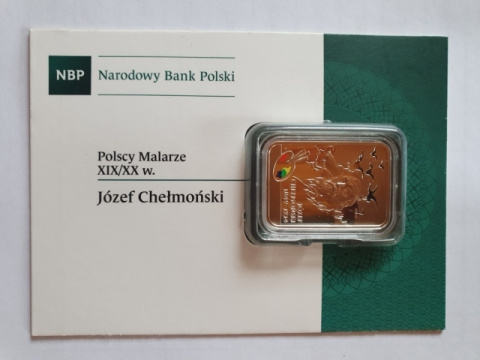 NBP
Narodowy Bank Polski
Polscy Malarze
XIX/XX w.
Józef Chełmoński